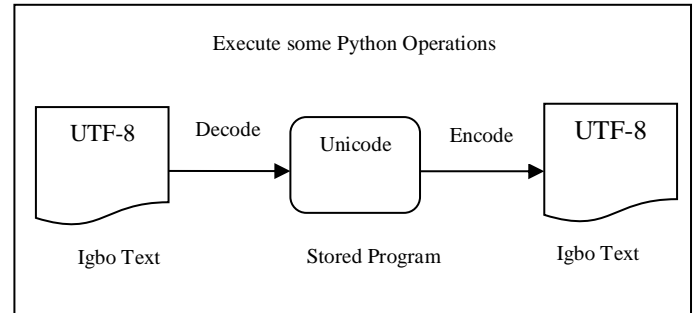 Execute some Python Operations
UTF-8
Decode
Unicode
Encode
UTF-8
Igbo Text
Stored Program
Igbo Text